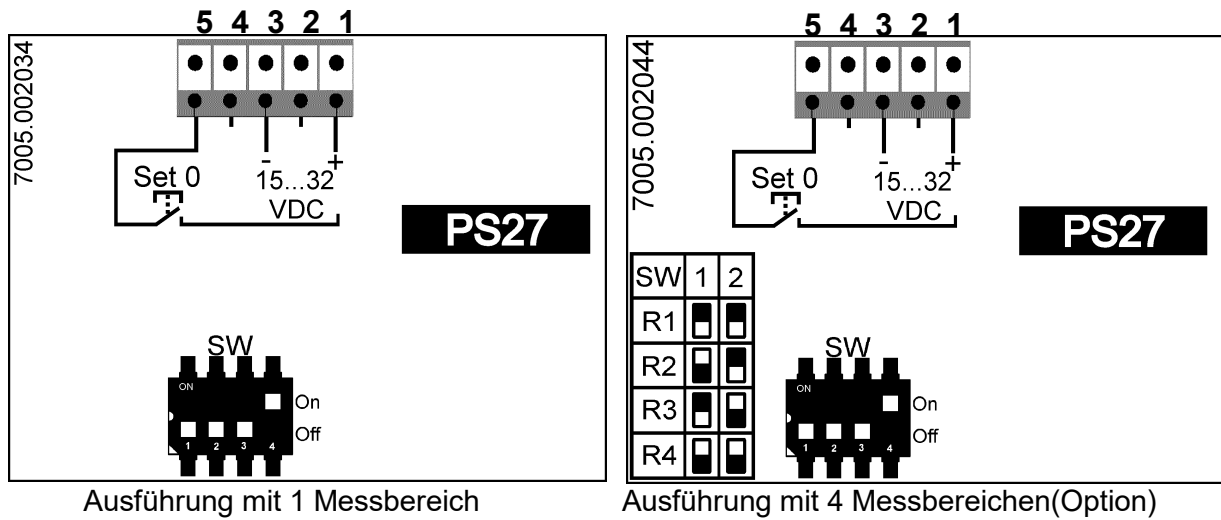 5 4 3 2 1
7005.002034
Set 0
- +
15...32
VDC
PS27
SW
ON
On
Off
1 2 3 4
Ausführung mit 1 Messbereich
5 4 3 2 1
7005.002044
Set 0
- +
15...32
VDC
PS27
SW 1 2
R1
R2
R3
R4
SW
ON
On
Off
1 2 3 4
Ausführung mit 4 Messbereichen(Option)